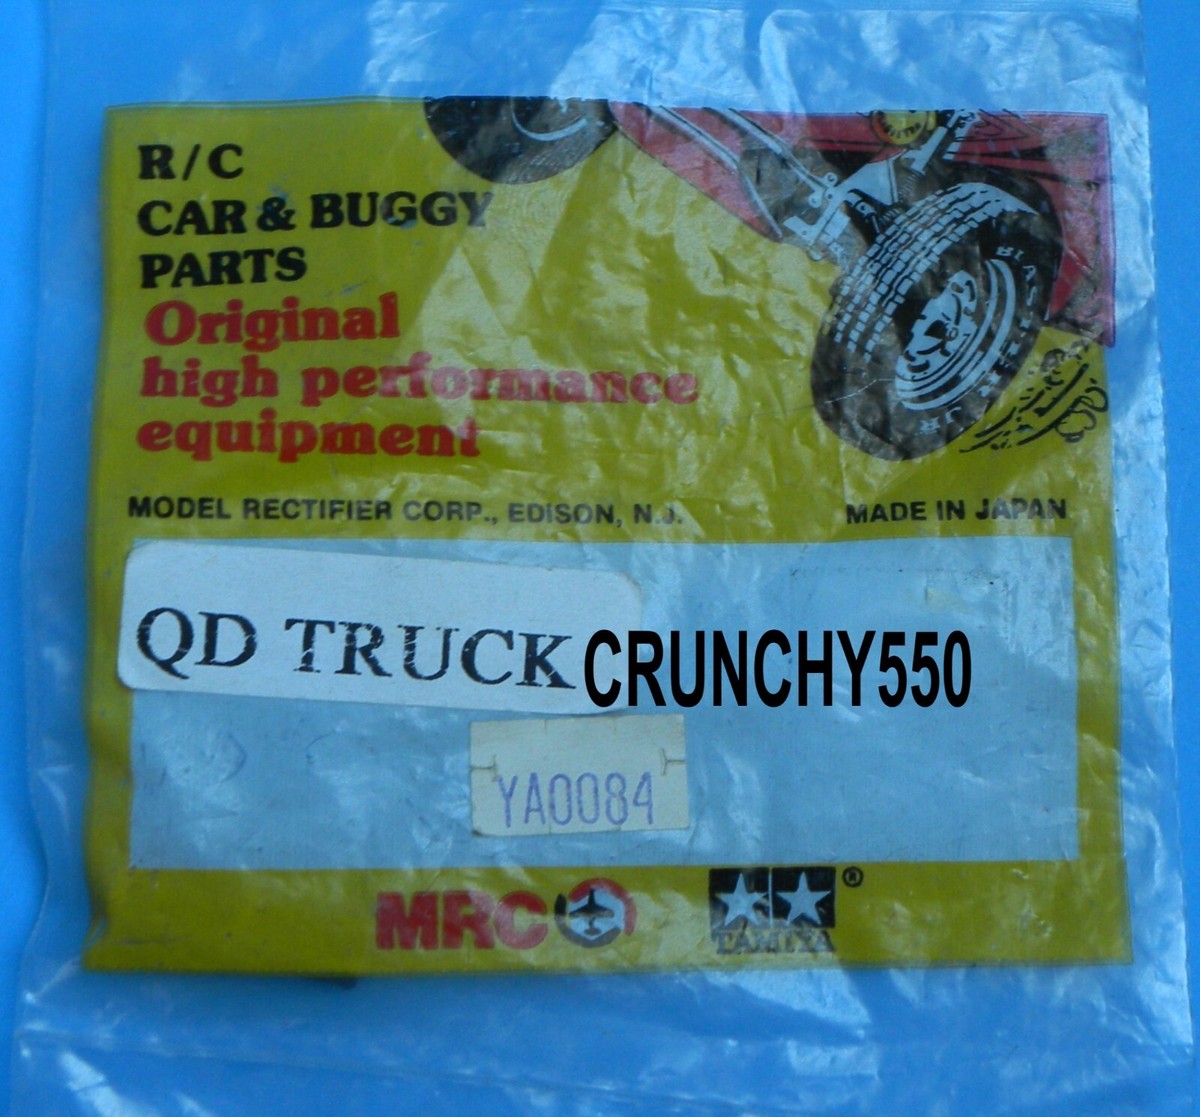 R/C
CAR & BUGGY
PARTS
Original
high performance
equipment
MODEL RECTIFIER CORP., EDISON, N.J.
MADE IN JAPAN
QD TRUCK
CRUNCHY550
YA0084
MRC
TAMIYA
®